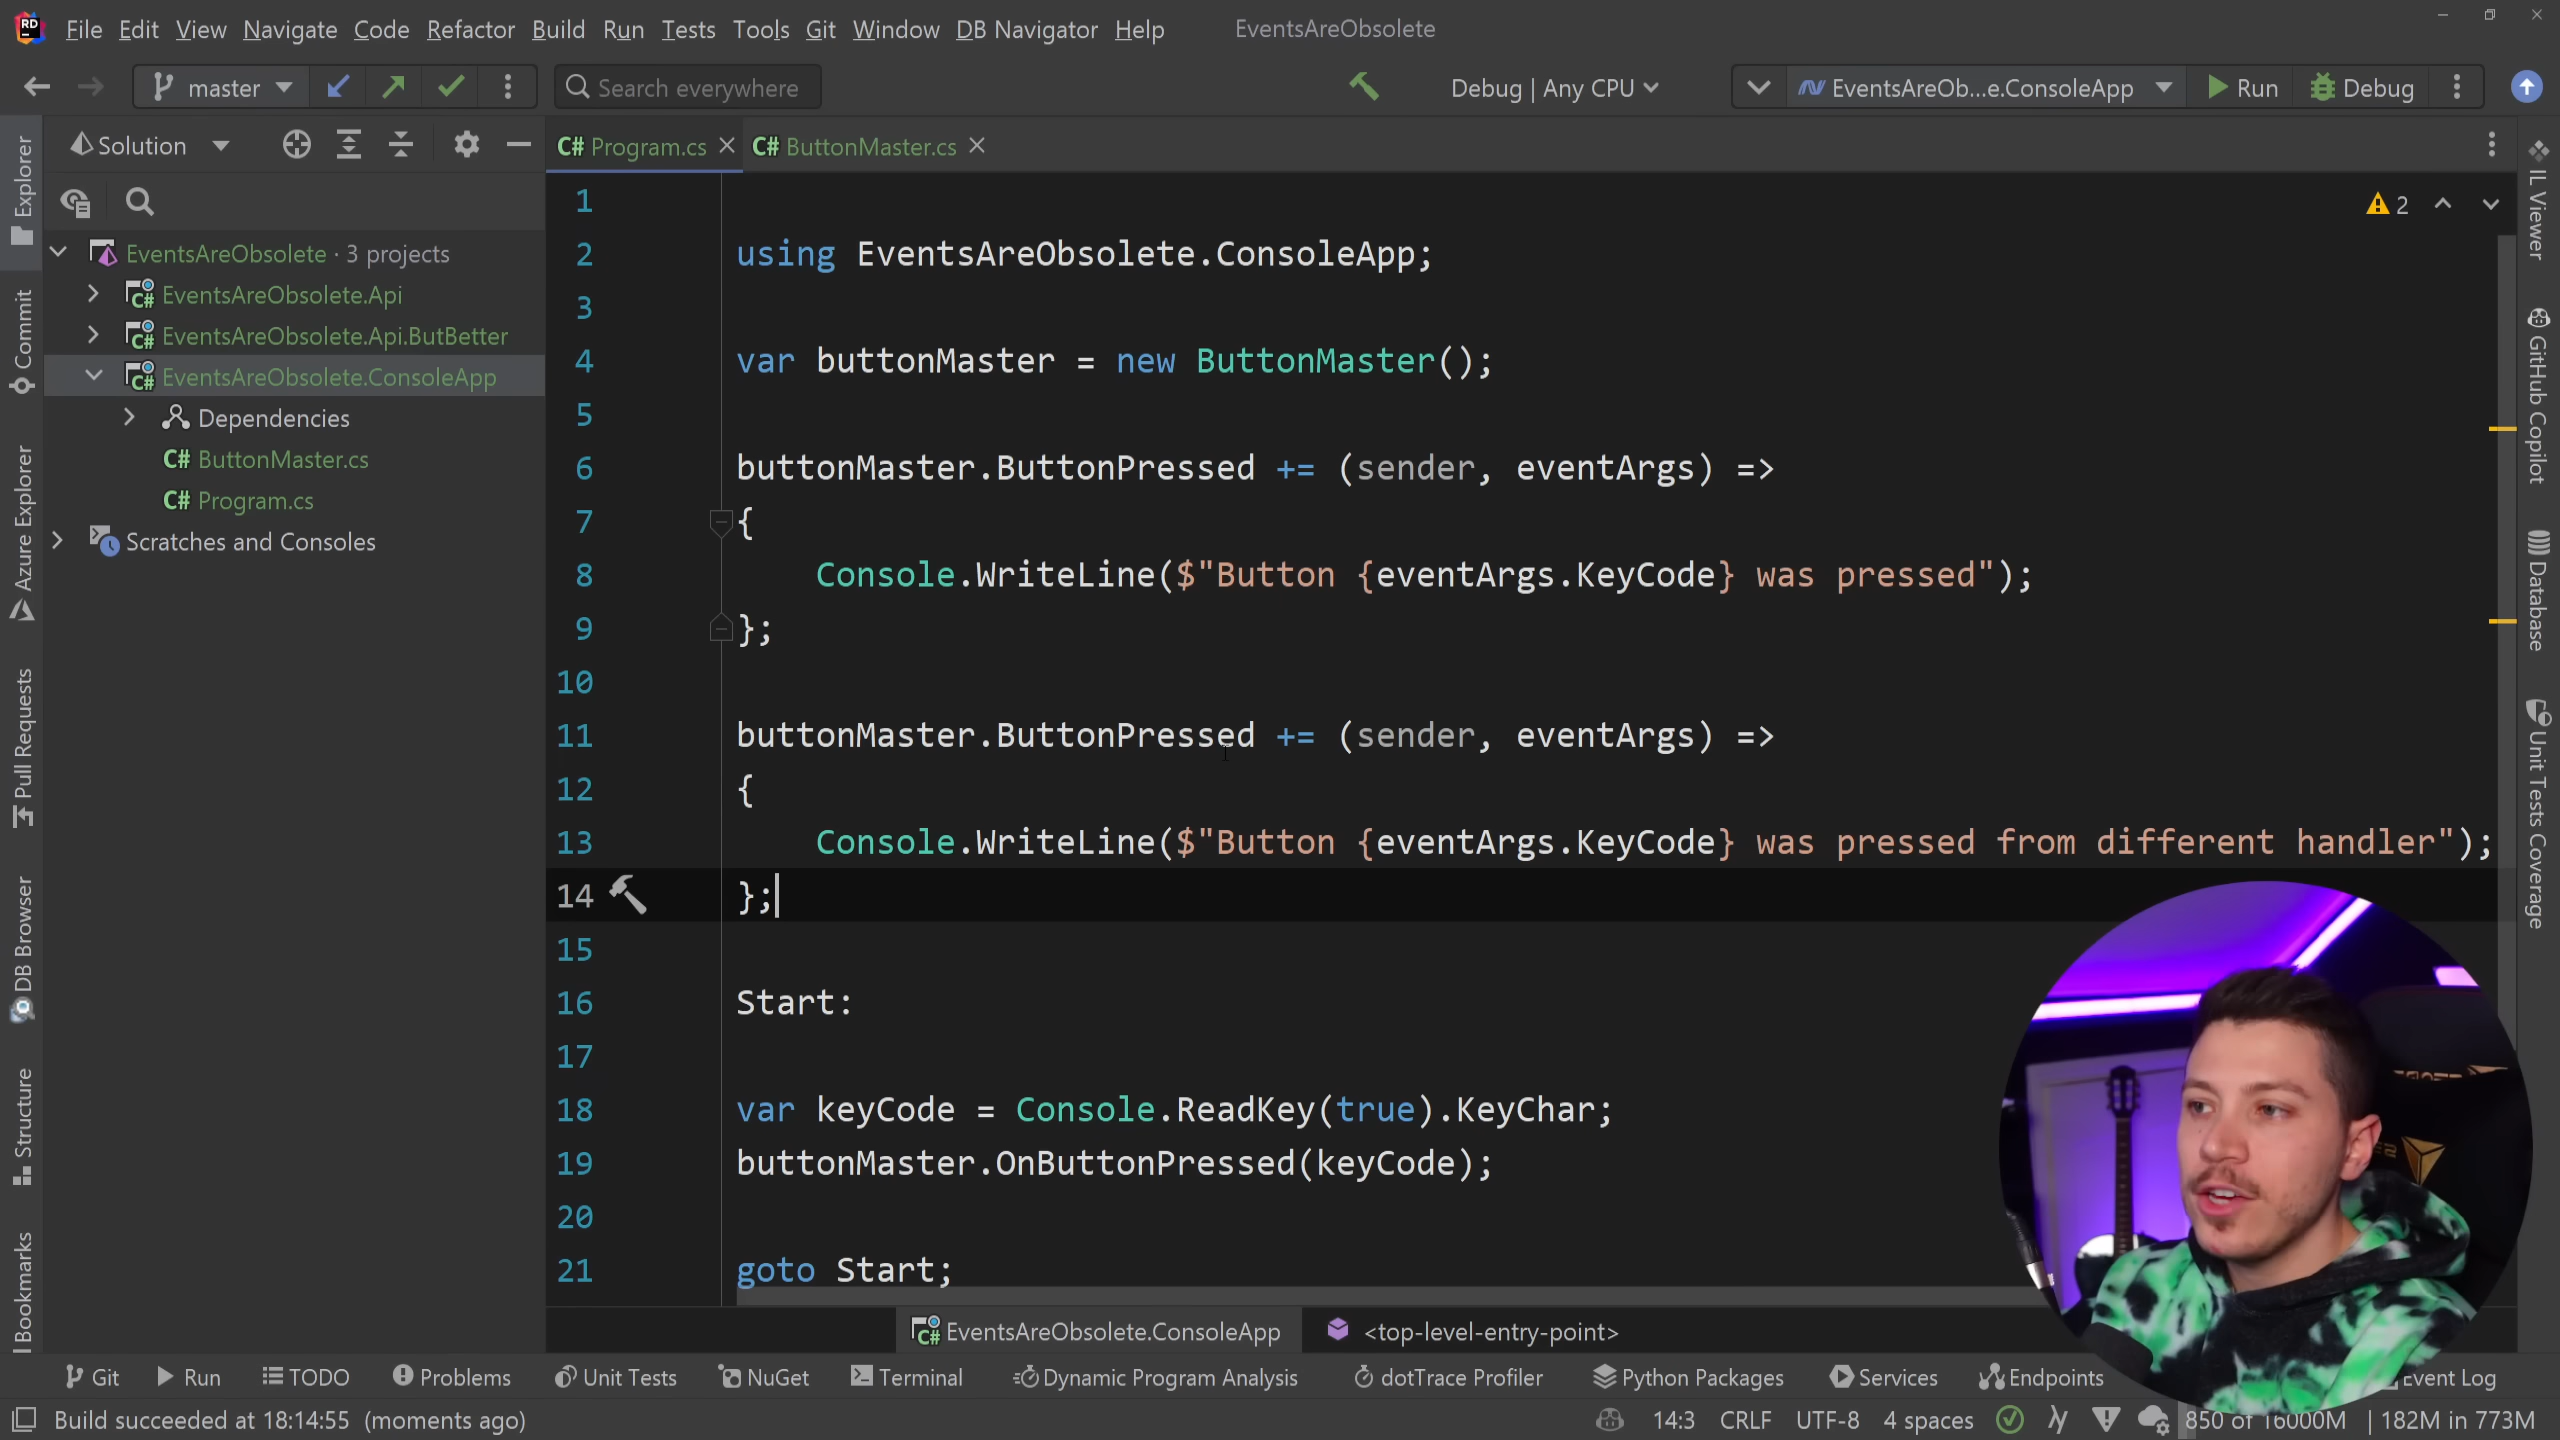 File Edit View Navigate Code Refactor Build Run Tests Tools Git Window DB Navigator Help EventsAreObsolete
master Search everywhere Debug | Any CPU EventsAreOb...e.ConsoleApp Run Debug
Solution
Program.cs ButtonMaster.cs
EventsAreObsolete · 3 projects
EventsAreObsolete.Api
EventsAreObsolete.Api.ButBetter
EventsAreObsolete.ConsoleApp
Dependencies
C# ButtonMaster.cs
C# Program.cs
Scratches and Consoles
Explorer
Commit
Azure Explorer
Pull Requests
DB Browser
Structure
Bookmarks
2
1
2 using EventsAreObsolete.ConsoleApp;
3
4 var buttonMaster = new ButtonMaster();
5
6 buttonMaster.ButtonPressed += (sender, eventArgs) =>
7 {
8     Console.WriteLine($"Button {eventArgs.KeyCode} was pressed");
9 };
10
11 buttonMaster.ButtonPressed += (sender, eventArgs) =>
12 {
13     Console.WriteLine($"Button {eventArgs.KeyCode} was pressed from different handler");
14 };
15
16 Start:
17
18 var keyCode = Console.ReadKey(true).KeyChar;
19 buttonMaster.OnButtonPressed(keyCode);
20
21 goto Start;
IL Viewer
GitHub Copilot
Database
Unit Tests Coverage
EventsAreObsolete.ConsoleApp <top-level-entry-point>
Git Run TODO Problems Unit Tests NuGet Terminal Dynamic Program Analysis dotTrace Profiler Python Packages Services Endpoints Event Log
Build succeeded at 18:14:55 (moments ago) 14:3 CRLF UTF-8 4 spaces 850 of 16000M 182M in 773M